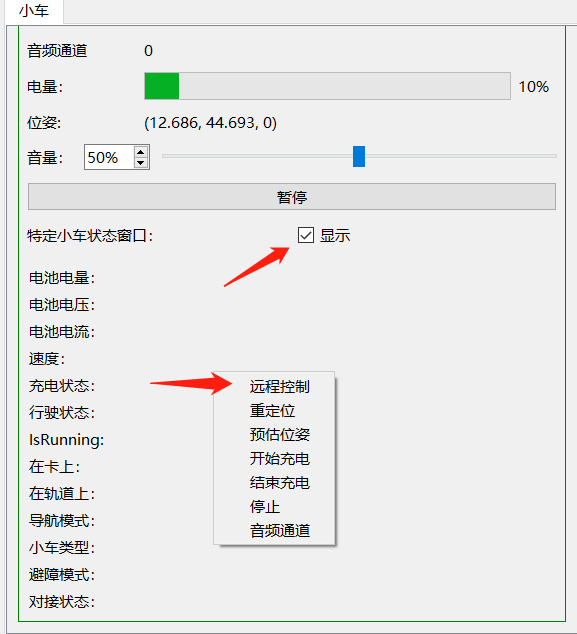 小车
音频通道 0
电量： 10%
位姿: (12.686, 44.693, 0)
音量: 50%
暂停
特定小车状态窗口： 显示
电池电量：
电池电压：
电池电流：
速度：
充电状态：
行驶状态：
IsRunning:
在卡上：
在轨道上：
导航模式：
小车类型：
避障模式：
对接状态：
远程控制
重定位
预估位姿
开始充电
结束充电
停止
音频通道